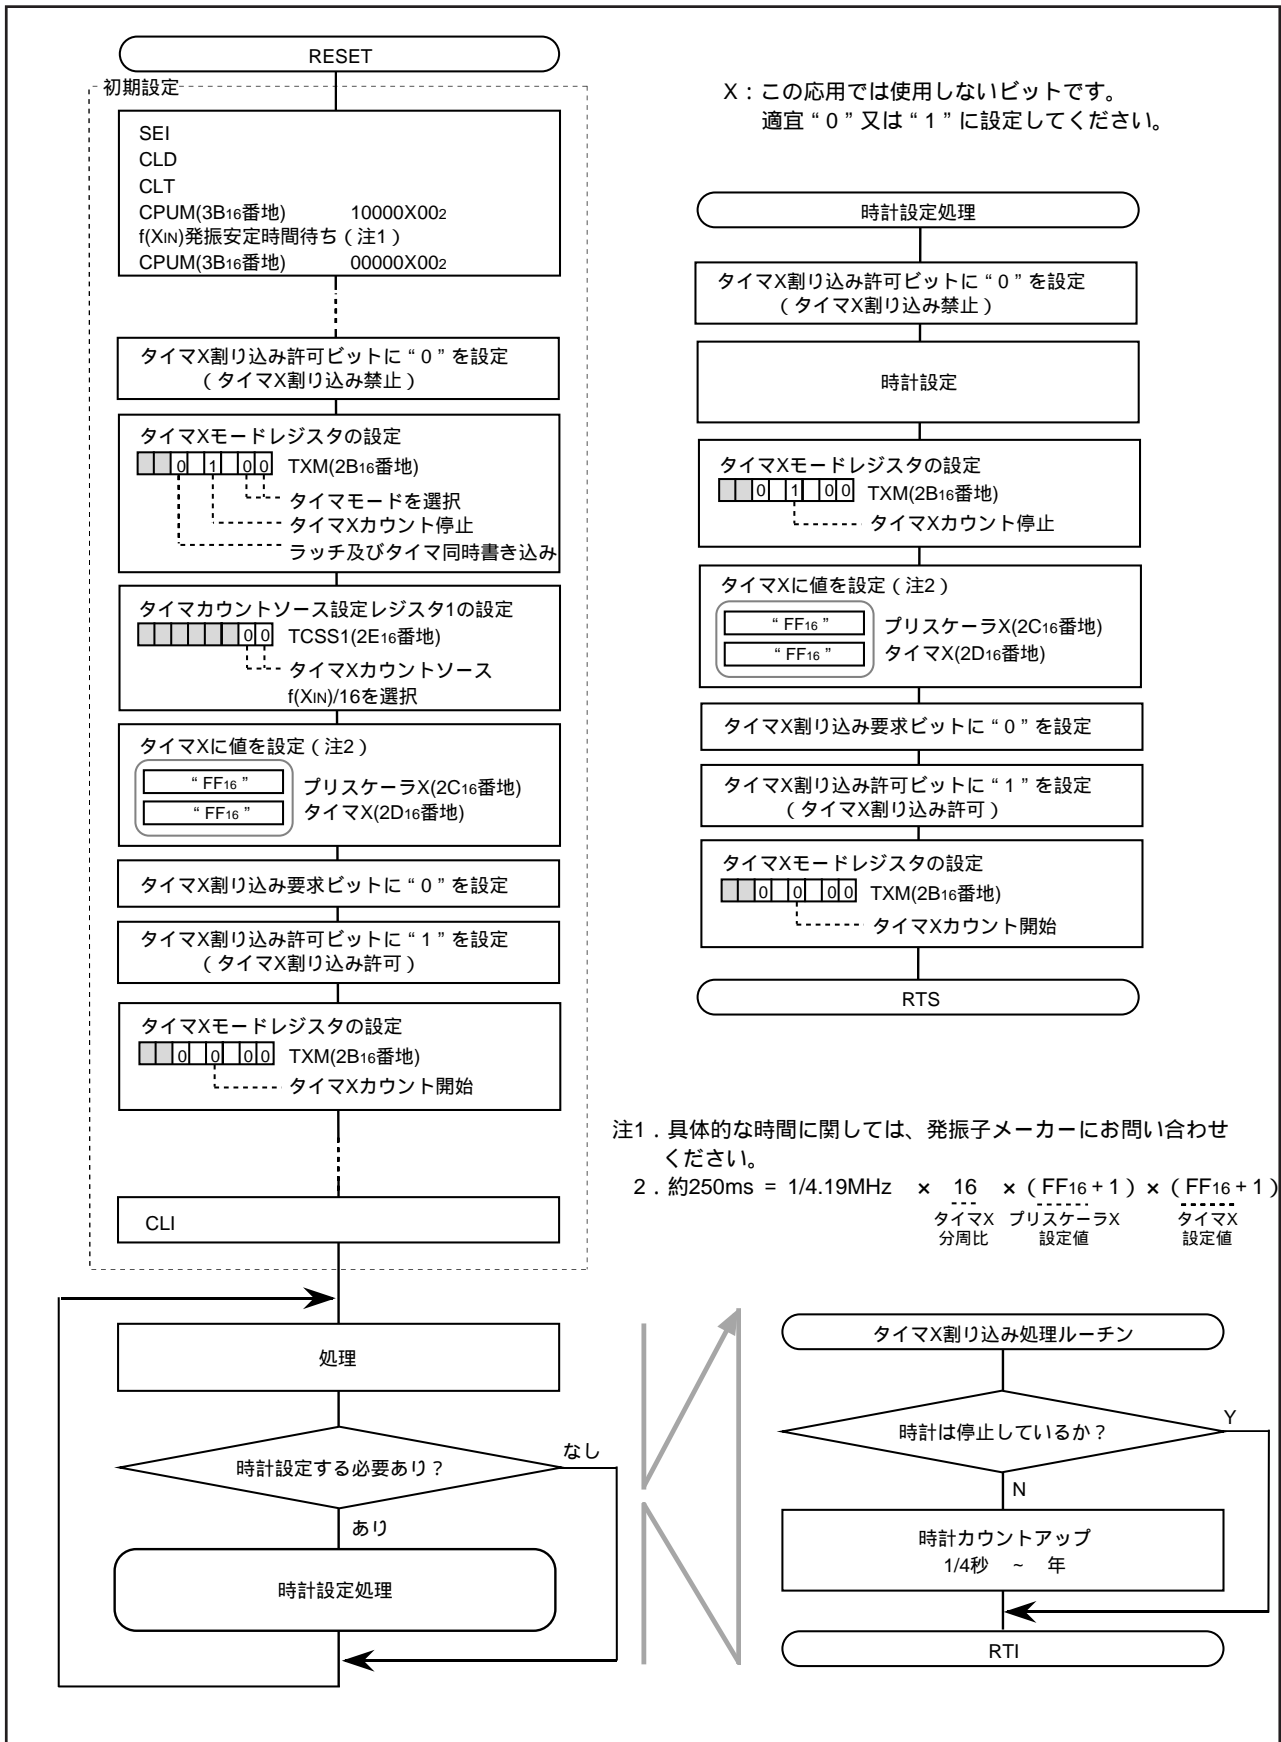 RESET
初期設定
SEI
CLD
CLT
CPUM(3B16番地) 10000X002
f(XIN)発振安定時間待ち(注1)
CPUM(3B16番地) 00000X002
タイマX割り込み許可ビットに“0”を設定
(タイマX割り込み禁止)
タイマXモードレジスタの設定
0 1 0 0 TXM(2B16番地)
タイマモードを選択
タイマXカウント停止
ラッチ及びタイマ同時書き込み
タイマカウントソース設定レジスタ1の設定
0 0 TCSS1(2E16番地)
タイマXカウントソース
f(XIN)/16を選択
タイマXに値を設定(注2)
“FF16” プリスケーラX(2C16番地)
“FF16” タイマX(2D16番地)
タイマX割り込み要求ビットに“0”を設定
タイマX割り込み許可ビットに“1”を設定
(タイマX割り込み許可)
タイマXモードレジスタの設定
0 0 0 0 TXM(2B16番地)
タイマXカウント開始
CLI
処理
時計設定する必要あり?
なし
あり
時計設定処理
X:この応用では使用しないビットです。
適宜“0”又は“1”に設定してください。
時計設定処理
タイマX割り込み許可ビットに“0”を設定
(タイマX割り込み禁止)
時計設定
タイマXモードレジスタの設定
0 1 0 0 TXM(2B16番地)
タイマXカウント停止
タイマXに値を設定(注2)
“FF16” プリスケーラX(2C16番地)
“FF16” タイマX(2D16番地)
タイマX割り込み要求ビットに“0”を設定
タイマX割り込み許可ビットに“1”を設定
(タイマX割り込み許可)
タイマXモードレジスタの設定
0 0 0 0 TXM(2B16番地)
タイマXカウント開始
RTS
注1.具体的な時間に関しては、発振子メーカーにお問い合わせ
ください。
2.約250ms = 1/4.19MHz × 16 ×(FF16+1)×(FF16+1)
タイマX プリスケーラX タイマX
分周比 設定値 設定値
タイマX割り込み処理ルーチン
時計は停止しているか?
Y
N
時計カウントアップ
1/4秒 ~ 年
RTI